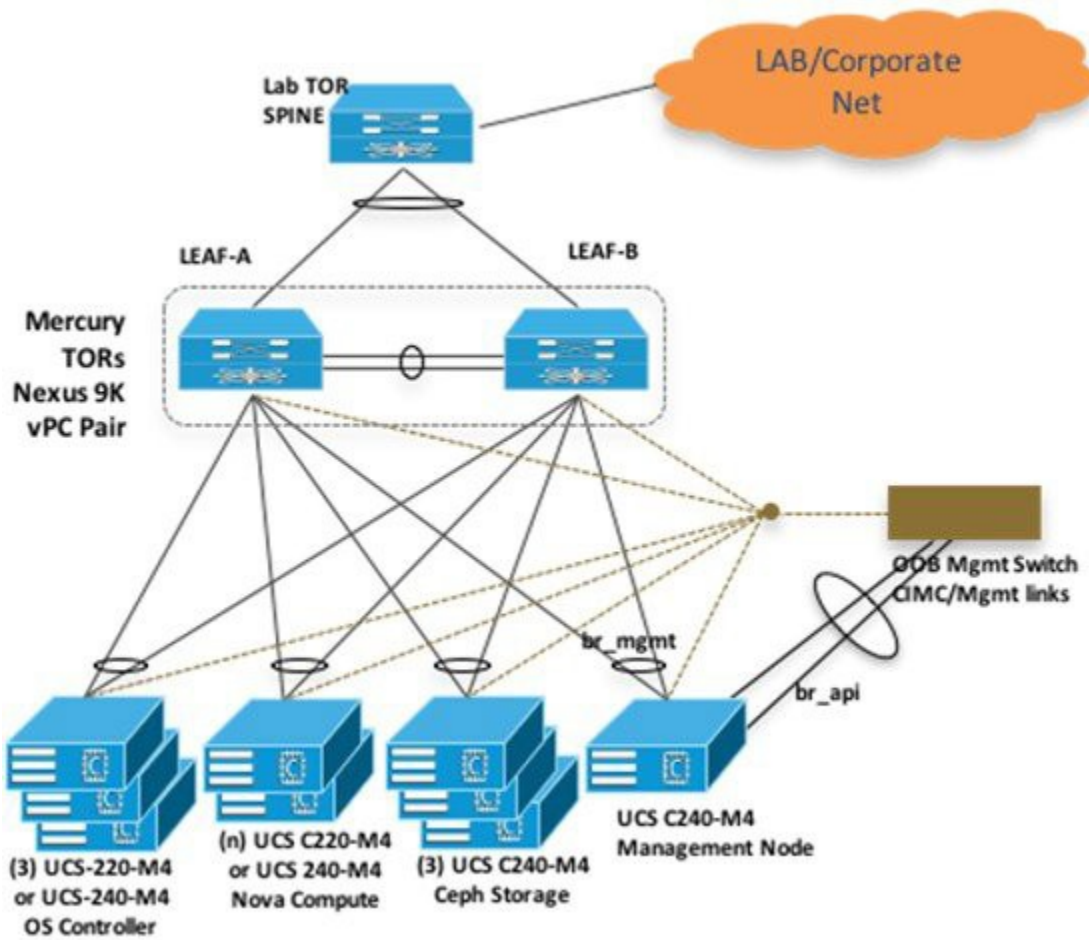 LAB/Corporate
Net
Lab TOR
SPINE
LEAF-A
LEAF-B
Mercury
TORs
Nexus 9K
vPC Pair
OOB Mgmt Switch
CIMC/Mgmt links
br_mgmt
br_api
(3) UCS-220-M4
or UCS-240-M4
OS Controller
(n) UCS C220-M4
or UCS 240-M4
Nova Compute
(3) UCS C240-M4
Ceph Storage
UCS C240-M4
Management Node